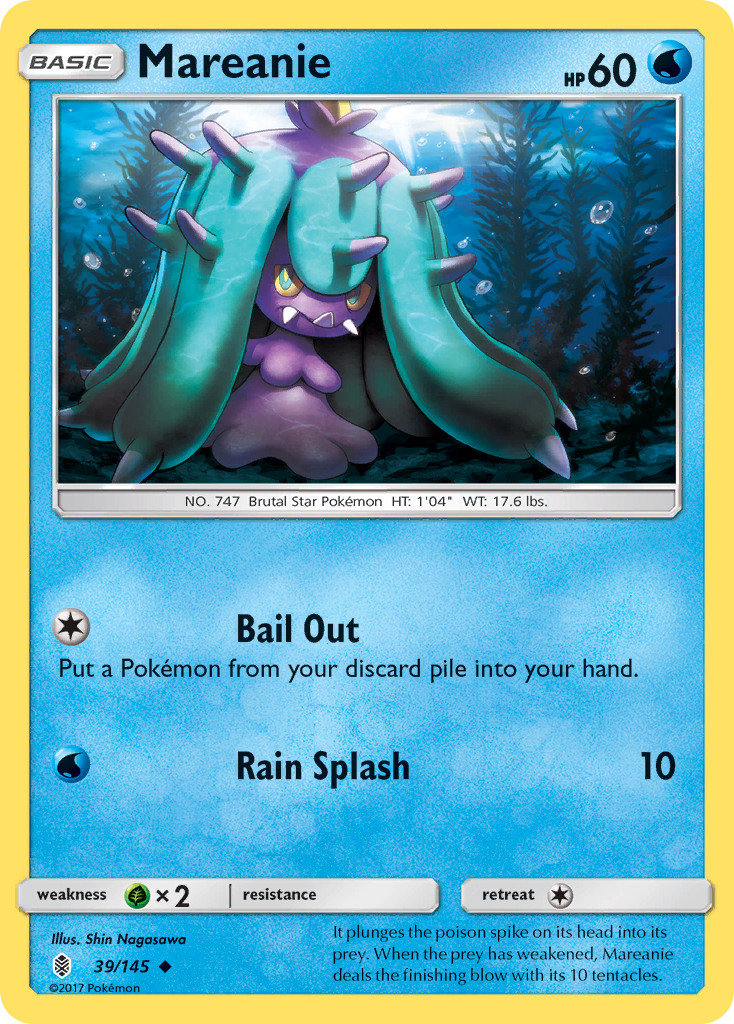 BASIC Mareanie HP60
NO. 747 Brutal Star Pokémon HT: 1'04" WT: 17.6 lbs.
Bail Out
Put a Pokémon from your discard pile into your hand.
Rain Splash 10
weakness ×2 resistance retreat
Illus. Shin Nagasawa
39/145
©2017 Pokémon
It plunges the poison spike on its head into its
prey. When the prey has weakened, Mareanie
deals the finishing blow with its 10 tentacles.